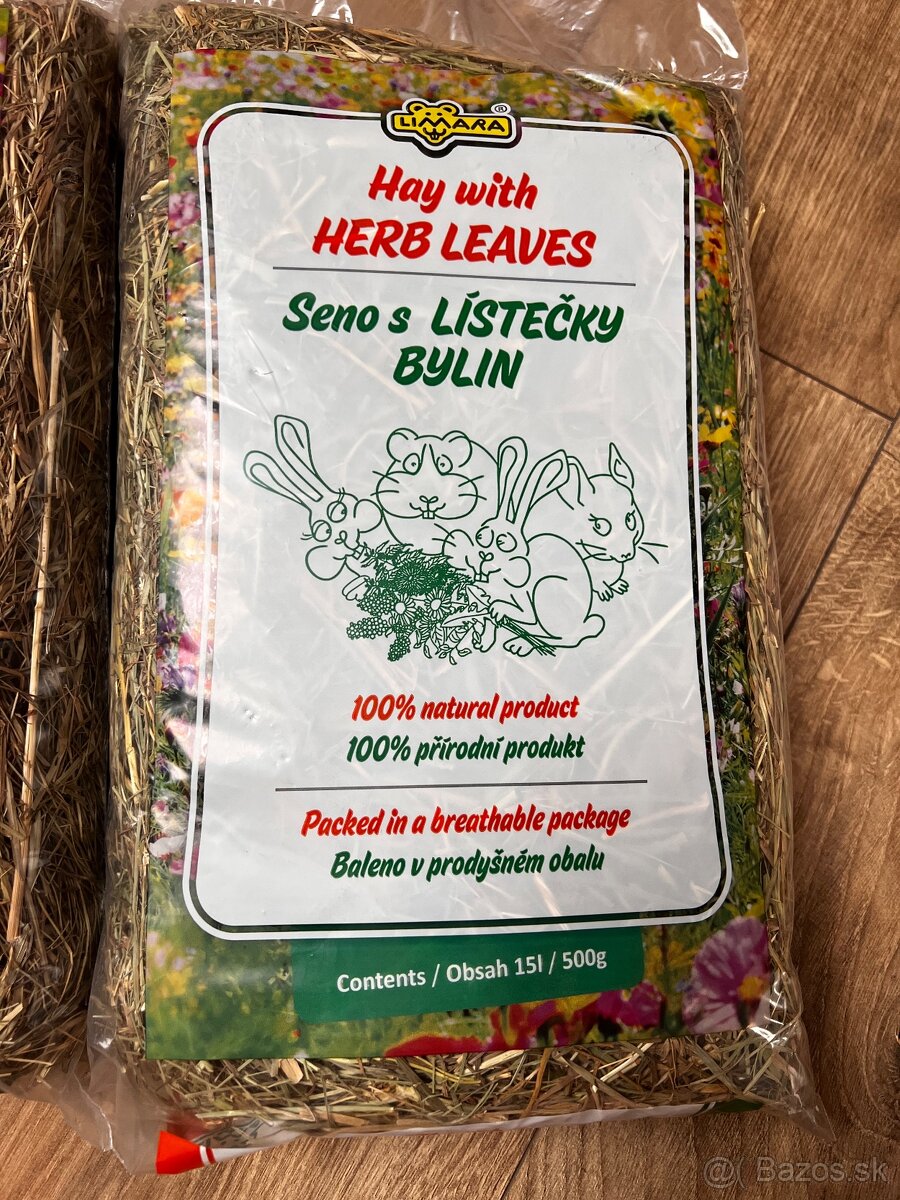 LIMARA ®
Hay with
HERB LEAVES
Seno s LÍSTEČKY
BYLIN
100% natural product
100% přírodní produkt
Packed in a breathable package
Baleno v prodyšném obalu
Contents / Obsah 15l / 500g
@( Bazos.sk